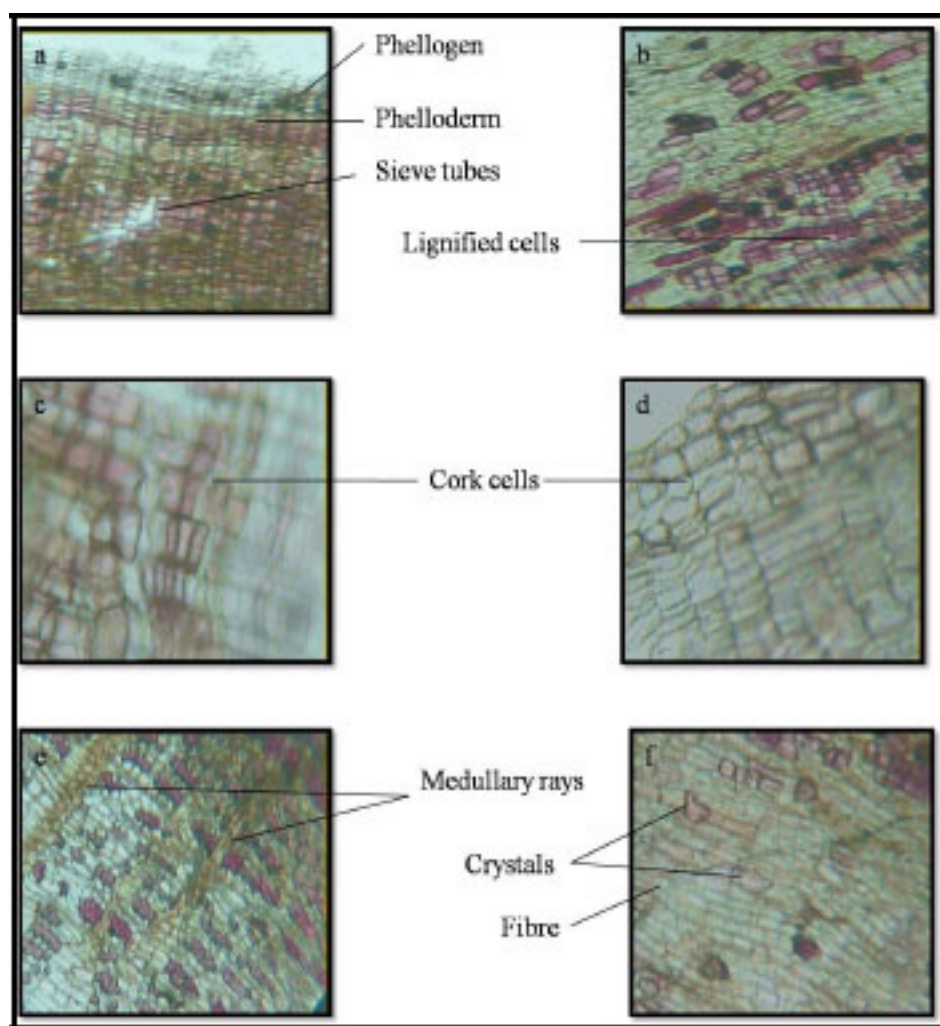 a
Phellogen
Phelloderm
Sieve tubes
b
Lignified cells
c
Cork cells
d
e
Medullary rays
f
Crystals
Fibre